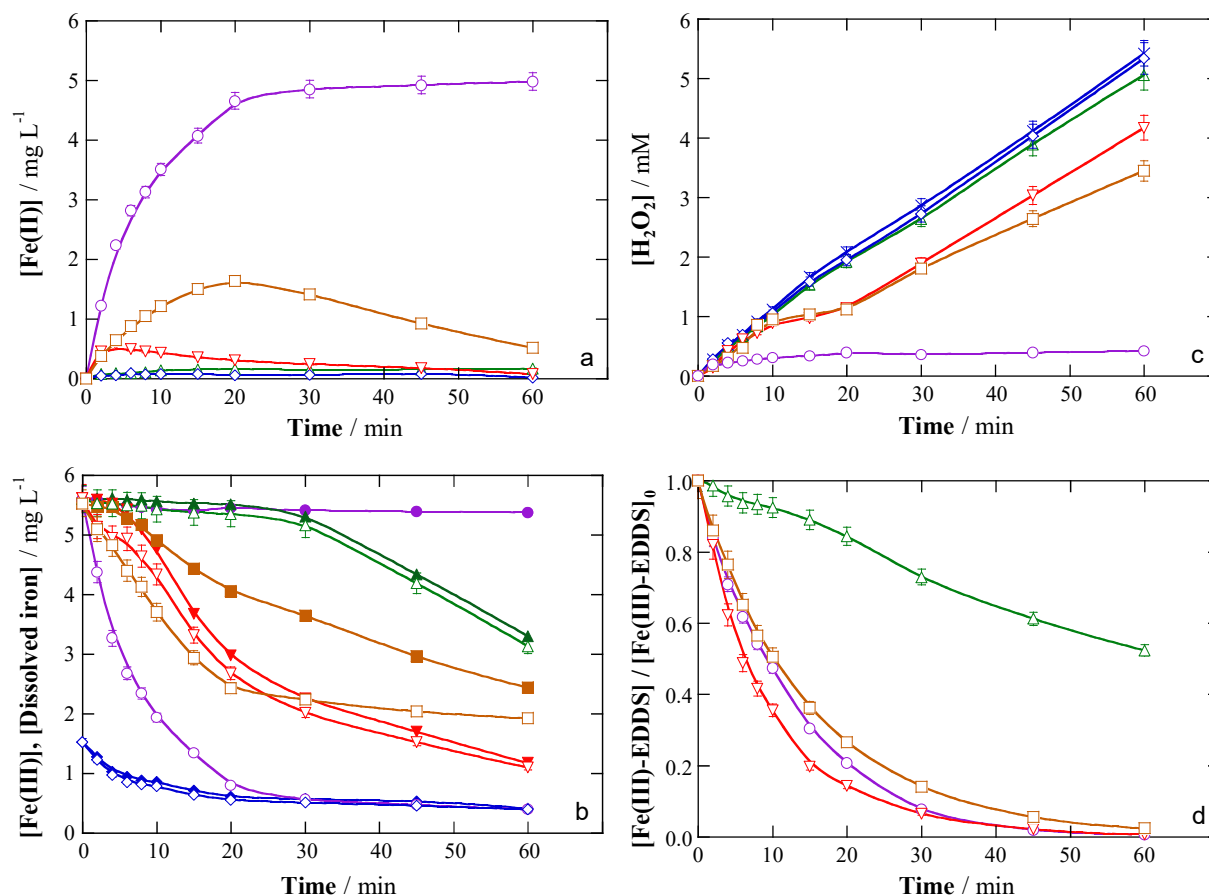 6
5
4
3
2
1
0
0 10 20 30 40 50 60
[Fe(II)] / mg L⁻¹
Time / min
a
6
5
4
3
2
1
0
0 10 20 30 40 50 60
[H₂O₂] / mM
Time / min
c
6
5
4
3
2
1
0
0 10 20 30 40 50 60
[Fe(III)], [Dissolved iron] / mg L⁻¹
Time / min
b
1.0
0.8
0.6
0.4
0.2
0.0
0 10 20 30 40 50 60
[Fe(III)-EDDS] / [Fe(III)-EDDS]₀
Time / min
d